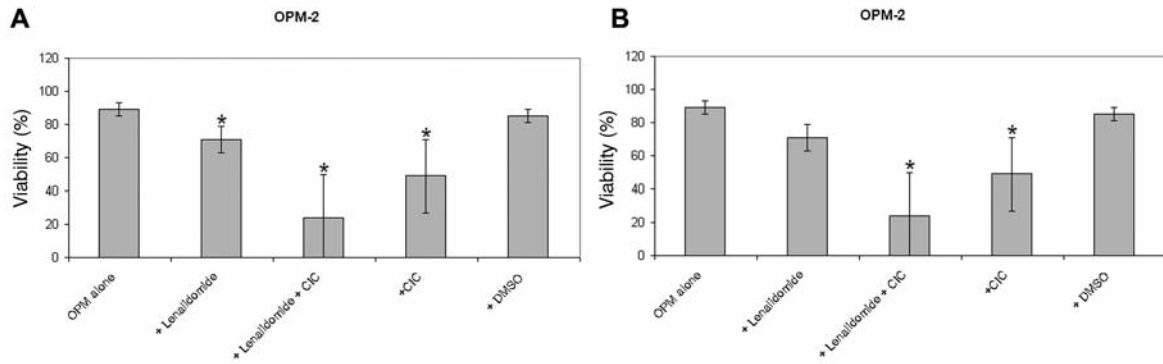 A
OPM-2
Viability (%)
120
100
80
60
40
20
0
*
*
*
OPM alone
+ Lenalidomide
+ Lenalidomide + CIC
+CIC
+ DMSO
B
OPM-2
Viability (%)
120
100
80
60
40
20
0
*
*
OPM alone
+ Lenalidomide
+ Lenalidomide + CIC
+CIC
+ DMSO